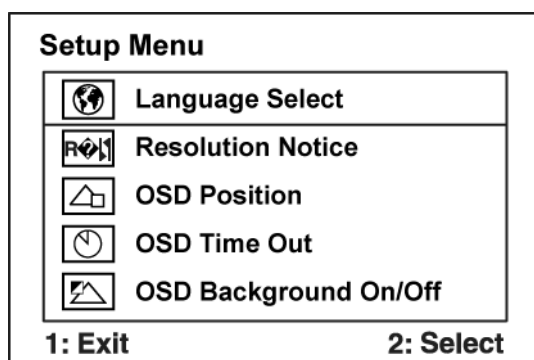 Setup Menu
Language Select
Resolution Notice
OSD Position
OSD Time Out
OSD Background On/Off
1: Exit 2: Select